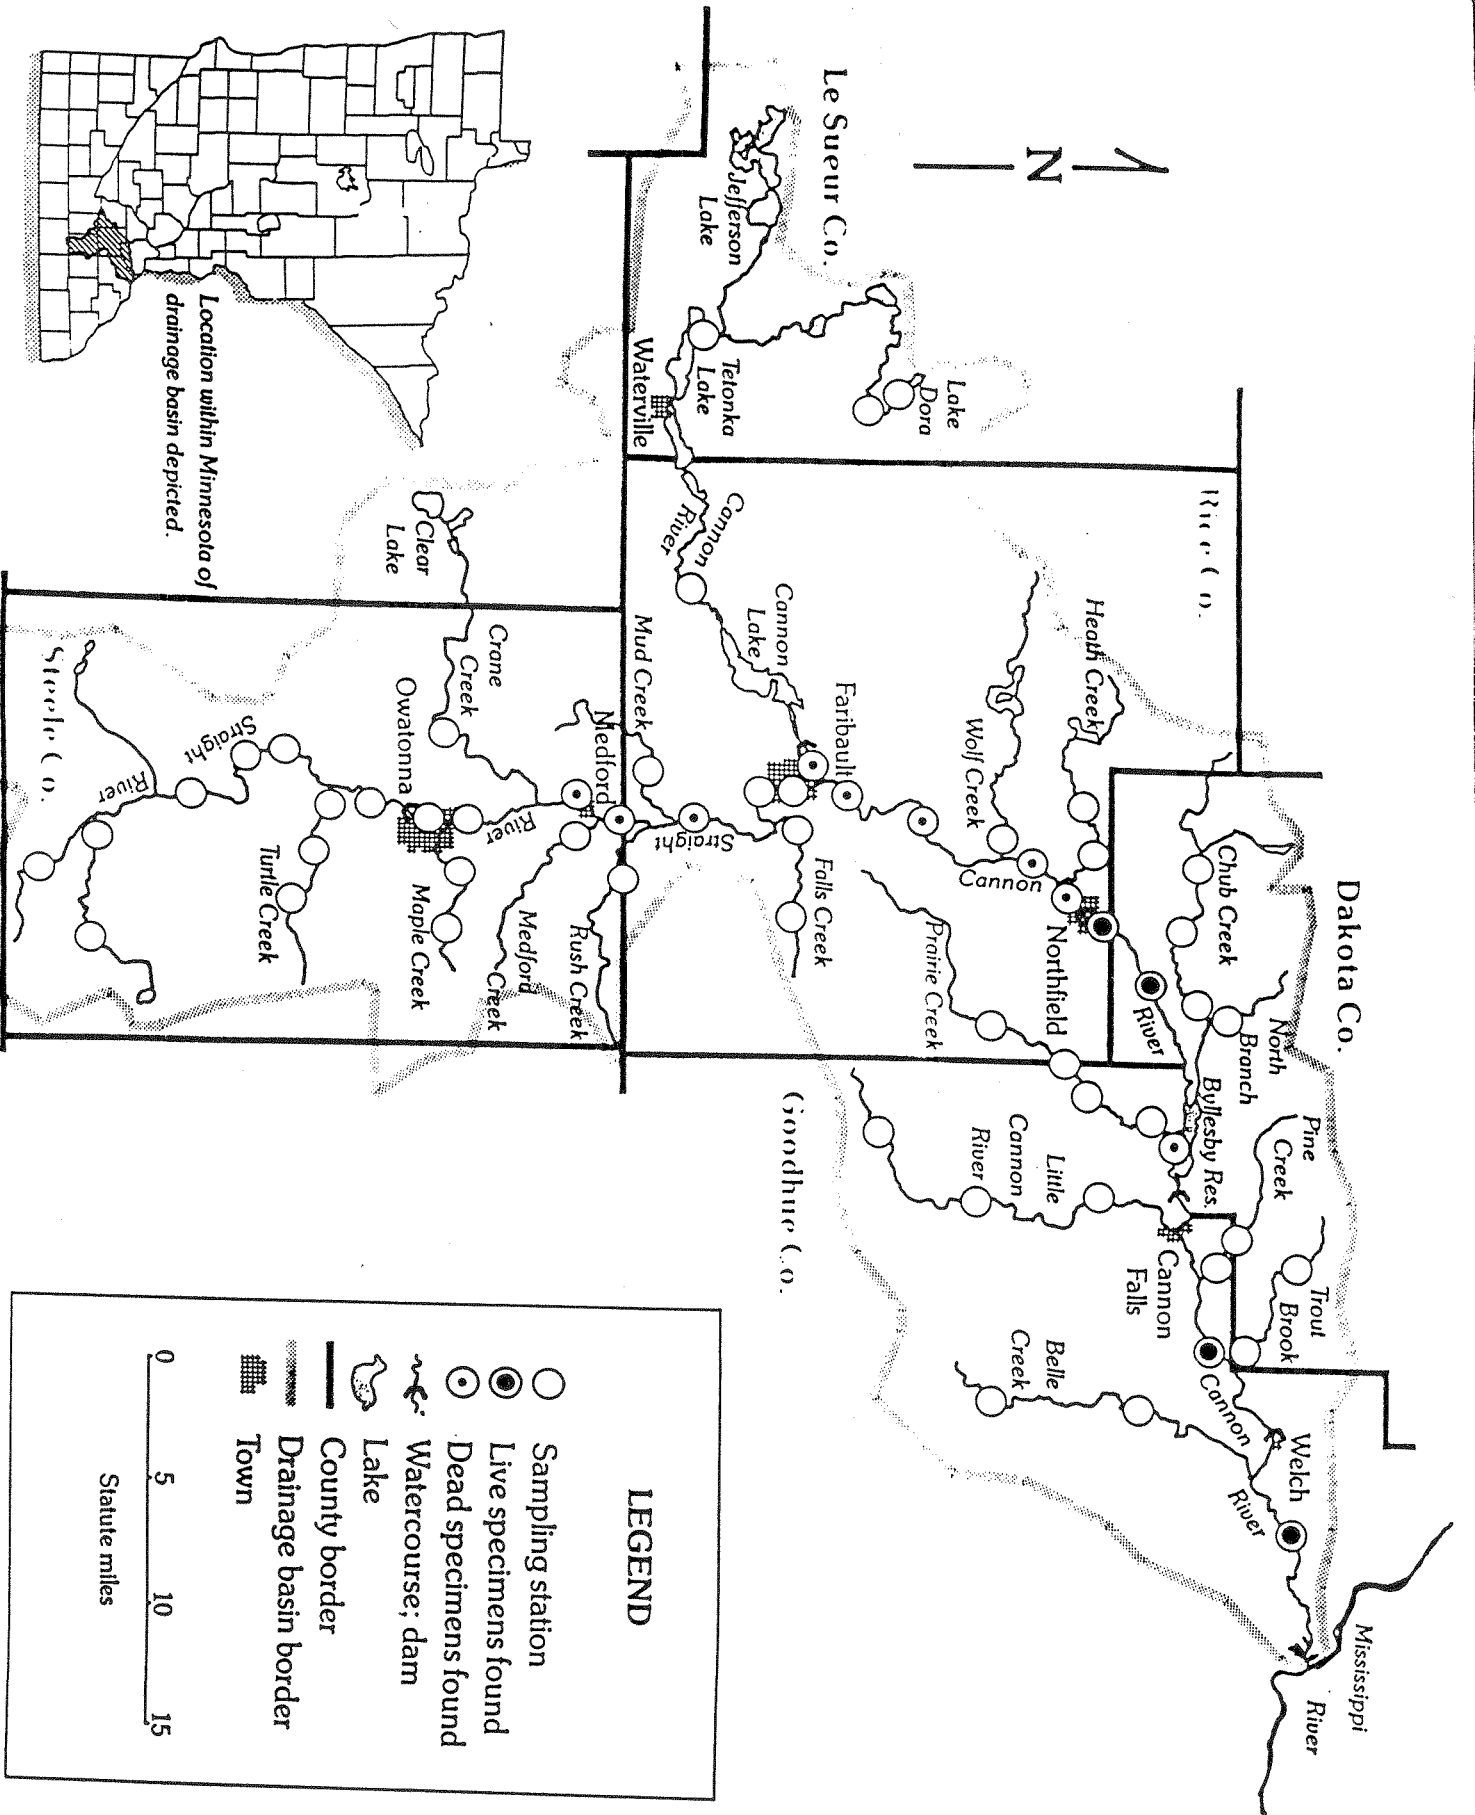 N
Le Sueur Co.
Jefferson
Lake
Tetonka
Lake
Waterville
Lake
Dora
Rice Co.
Cannon
River
Cannon
Lake
Faribault
Heath Creek
Wolf Creek
Cannon
Northfield
River
Dakota Co.
Chub Creek
North
Branch
Byllesby Res.
Pine
Creek
Trout
Brook
Cannon
Falls
Little
Cannon
River
Belle
Creek
Cannon
River
Welch
Mississippi
River
Goodhue Co.
Prairie Creek
Falls Creek
Straight
Mud Creek
Medford
Rush Creek
Medford
Creek
Maple Creek
River
Owatonna
Crane
Creek
Clear
Lake
Turtle Creek
Straight
River
Steele Co.
Location within Minnesota of
drainage basin depicted.
LEGEND
Sampling station
Live specimens found
Dead specimens found
Watercourse; dam
Lake
County border
Drainage basin border
Town
0 5 10 15
Statute miles